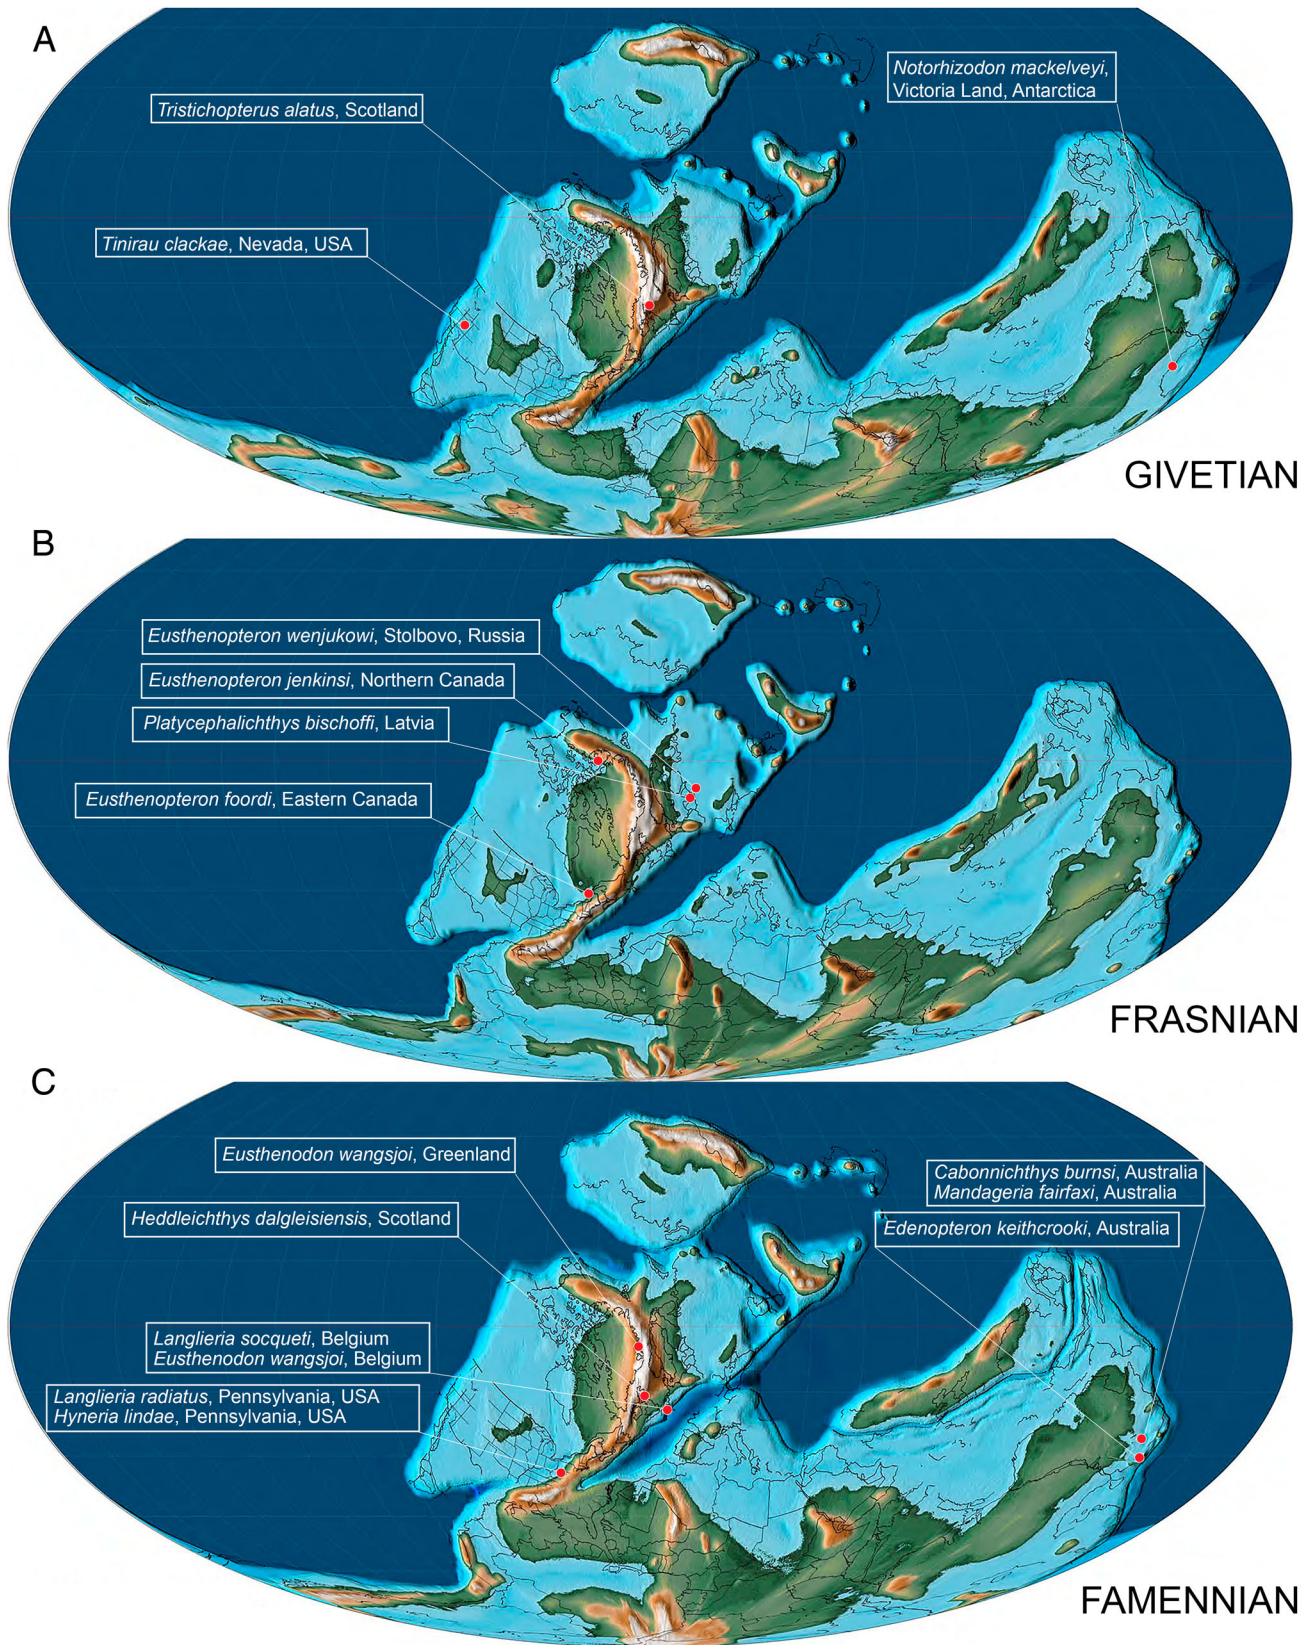 A
Notorhizodon mackelveyi,
Victoria Land, Antarctica
Tristichopterus alatus, Scotland
Tinirau clackae, Nevada, USA
GIVETIAN
B
Eusthenopteron wenjukowi, Stolbovo, Russia
Eusthenopteron jenkinsi, Northern Canada
Platycephalichthys bischoffi, Latvia
Eusthenopteron foordi, Eastern Canada
FRASNIAN
C
Eusthenodon wangsjoi, Greenland
Cabonnichthys burnsi, Australia
Mandageria fairfaxi, Australia
Heddleichthys dalgleisiensis, Scotland
Edenopteron keithcrooki, Australia
Langlieria socqueti, Belgium
Eusthenodon wangsjoi, Belgium
Langlieria radiatus, Pennsylvania, USA
Hyneria lindae, Pennsylvania, USA
FAMENNIAN